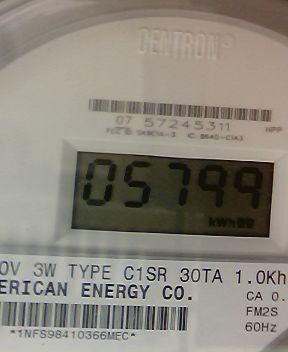 CENTRON®
07 57245311 HPP
05799
kWh
0V 3W TYPE C1SR 30TA 1.0Kh
ERICAN ENERGY CO.
CA 0.
FM2S
60Hz
*1NFS98410366MEC*